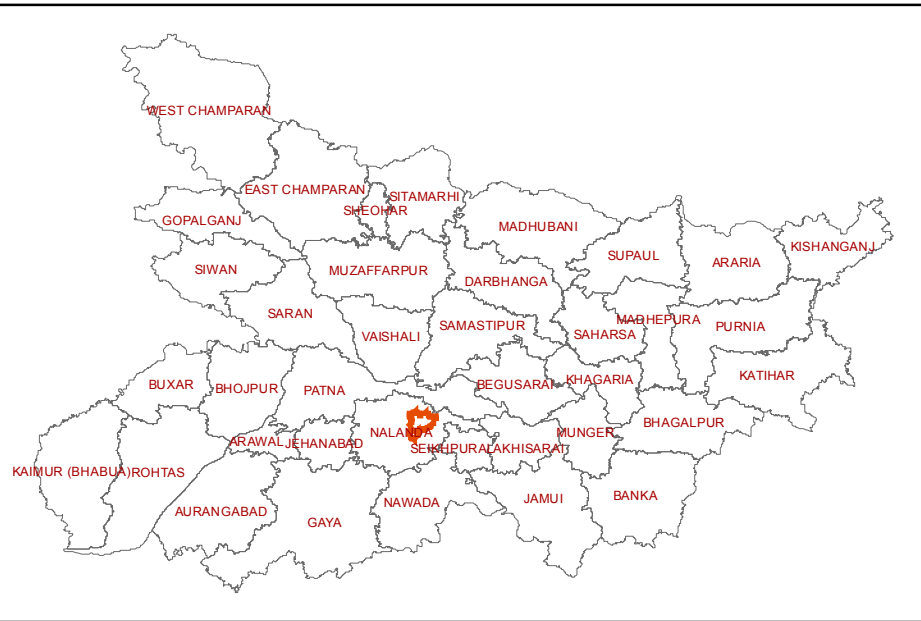 WEST CHAMPARAN
EAST CHAMPARAN
SITAMARHI
SHEOHAR
GOPALGANJ
MADHUBANI
KISHANGANJ
SUPAUL
ARARIA
SIWAN
MUZAFFARPUR
DARBHANGA
SARAN
MADHEPURA
SAMASTIPUR
PURNIA
SAHARSA
VAISHALI
KATIHAR
KHAGARIA
BUXAR
BHOJPUR
PATNA
BEGUSARAI
BHAGALPUR
NALANDA
MUNGER
ARAWAL
JEHANABAD
SEIKHPURA
LAKHISARAT
KAIMUR (BHABUA)
ROHTAS
BANKA
JAMUI
NAWADA
AURANGABAD
GAYA